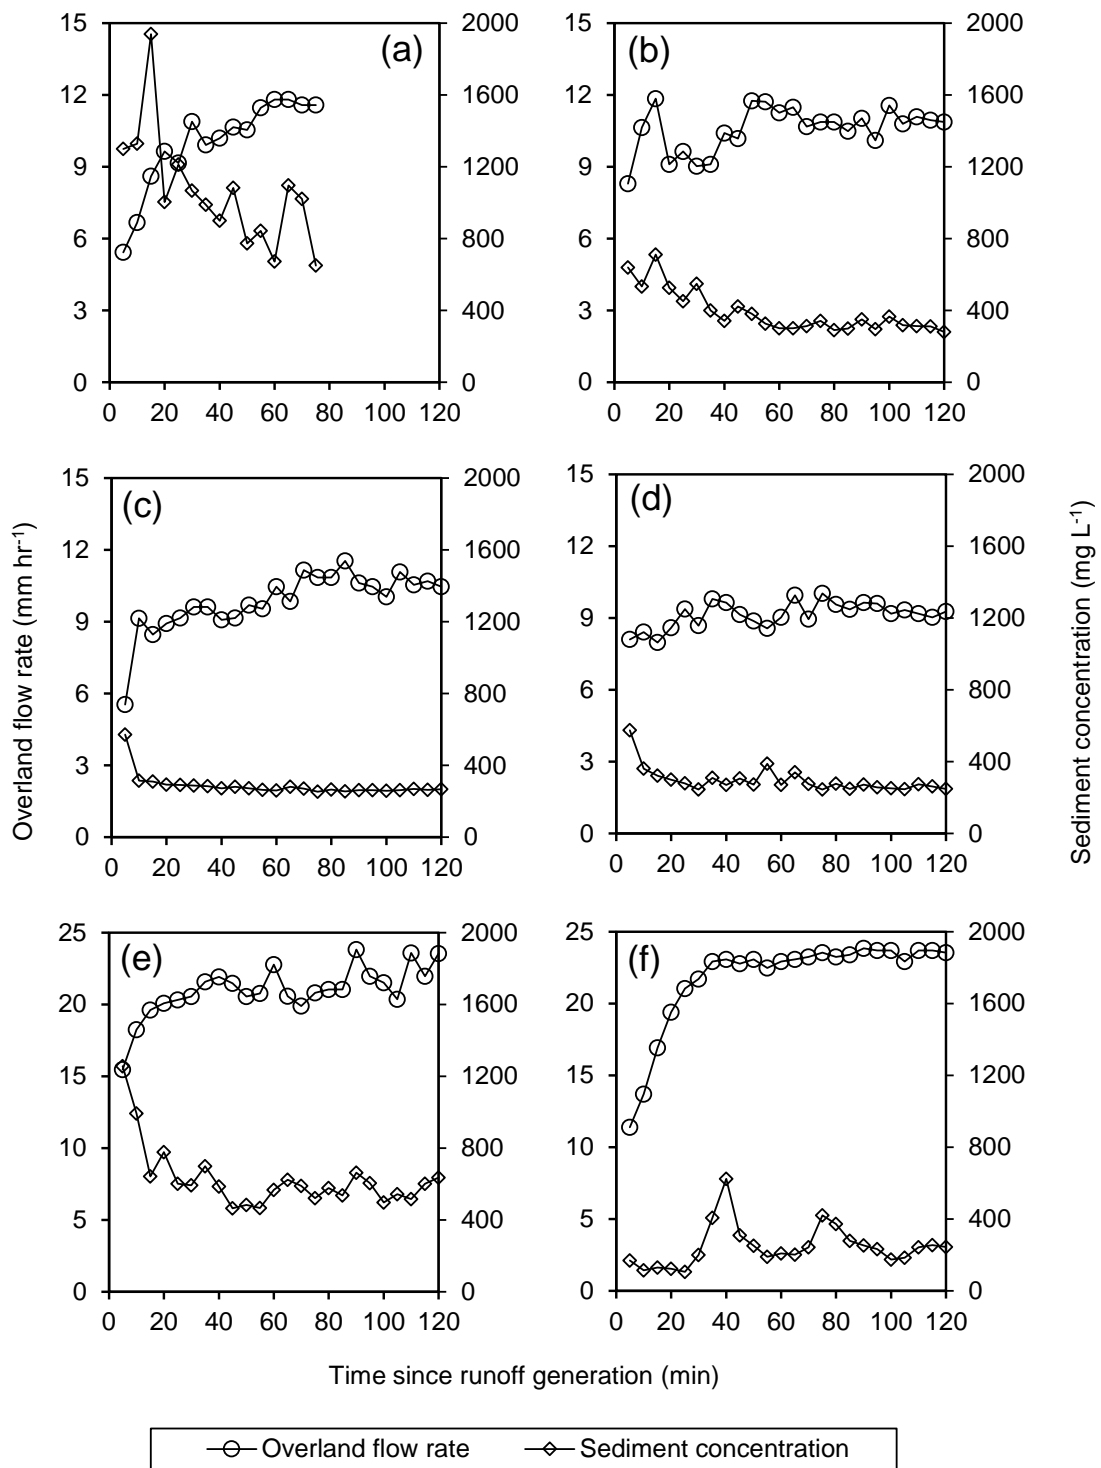 15 2000 15 2000
(a) (b)
12 1600 12 1600
9 1200 9 1200
6 800 6 800
3 400 3 400
0 0 0 0
0 20 40 60 80 100 120 0 20 40 60 80 100 120
15 2000 15 2000
(c) (d)
12 1600 12 1600
9 1200 9 1200
6 800 6 800
3 400 3 400
0 0 0 0
0 20 40 60 80 100 120 0 20 40 60 80 100 120
Overland flow rate (mm hr⁻¹)
Sediment concentration (mg L⁻¹)
25 2000 25 2000
(e) (f)
20 1600 20 1600
15 1200 15 1200
10 800 10 800
5 400 5 400
0 0 0 0
0 20 40 60 80 100 120 0 20 40 60 80 100 120
Time since runoff generation (min)
Overland flow rate Sediment concentration